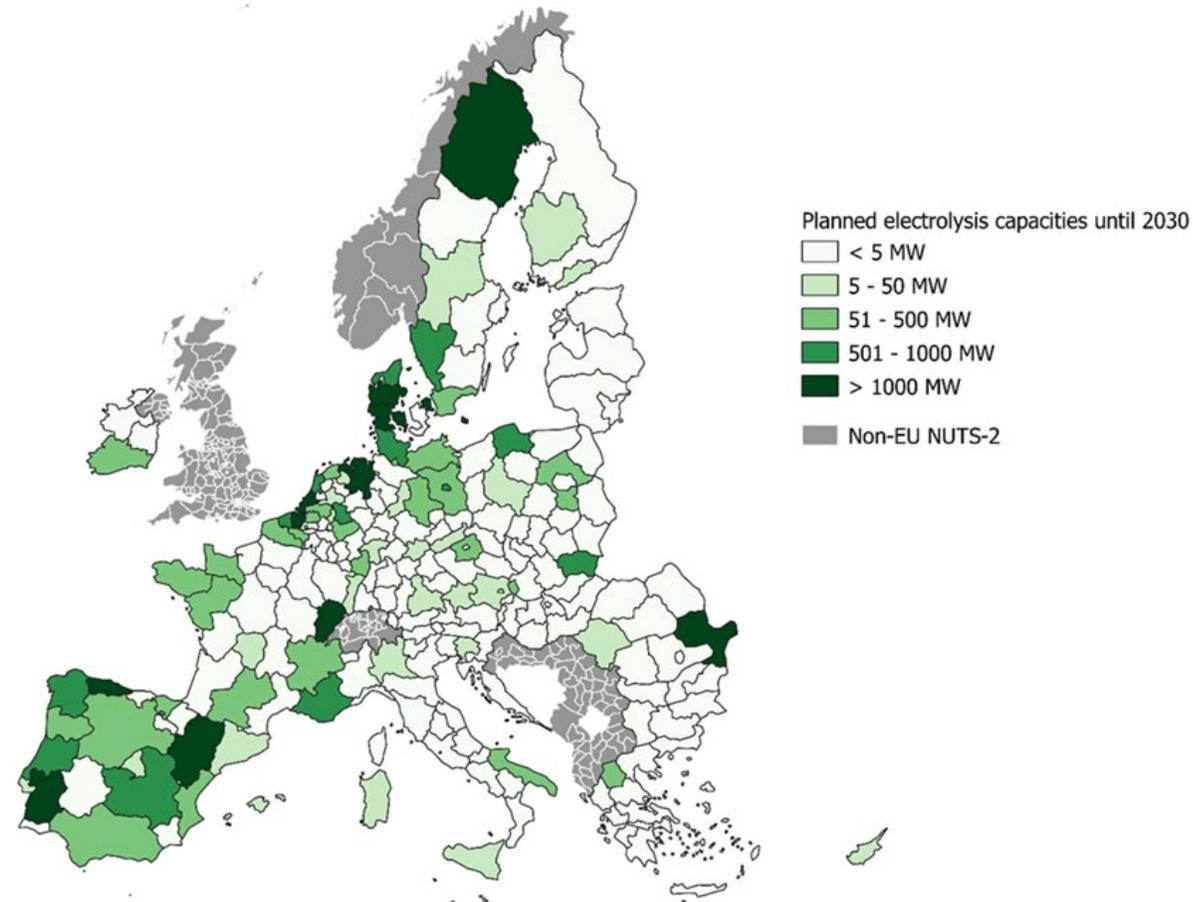 Planned electrolysis capacities until 2030
< 5 MW
5 - 50 MW
51 - 500 MW
501 - 1000 MW
> 1000 MW
Non-EU NUTS-2